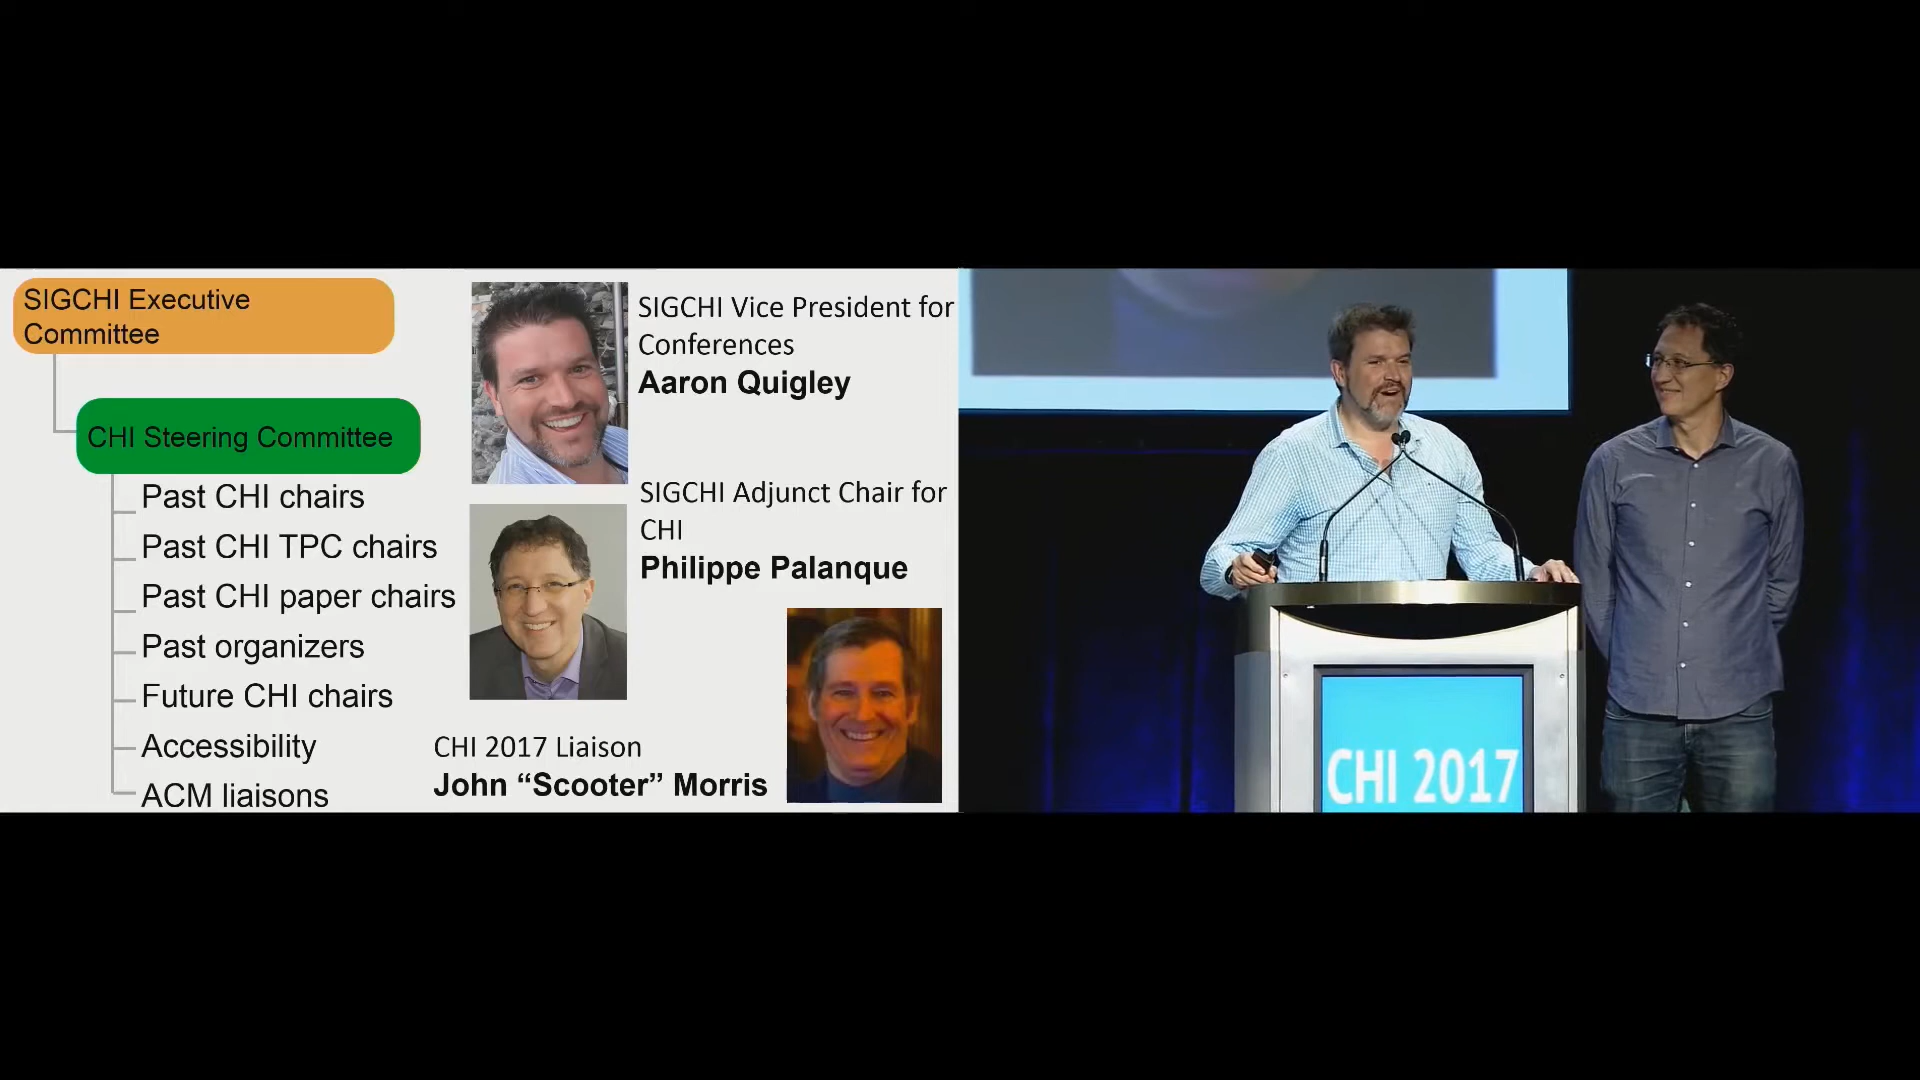 SIGCHI Executive
Committee
CHI Steering Committee
Past CHI chairs
Past CHI TPC chairs
Past CHI paper chairs
Past organizers
Future CHI chairs
Accessibility
ACM liaisons
SIGCHI Vice President for
Conferences
Aaron Quigley
SIGCHI Adjunct Chair for
CHI
Philippe Palanque
CHI 2017 Liaison
John “Scooter” Morris
CHI 2017